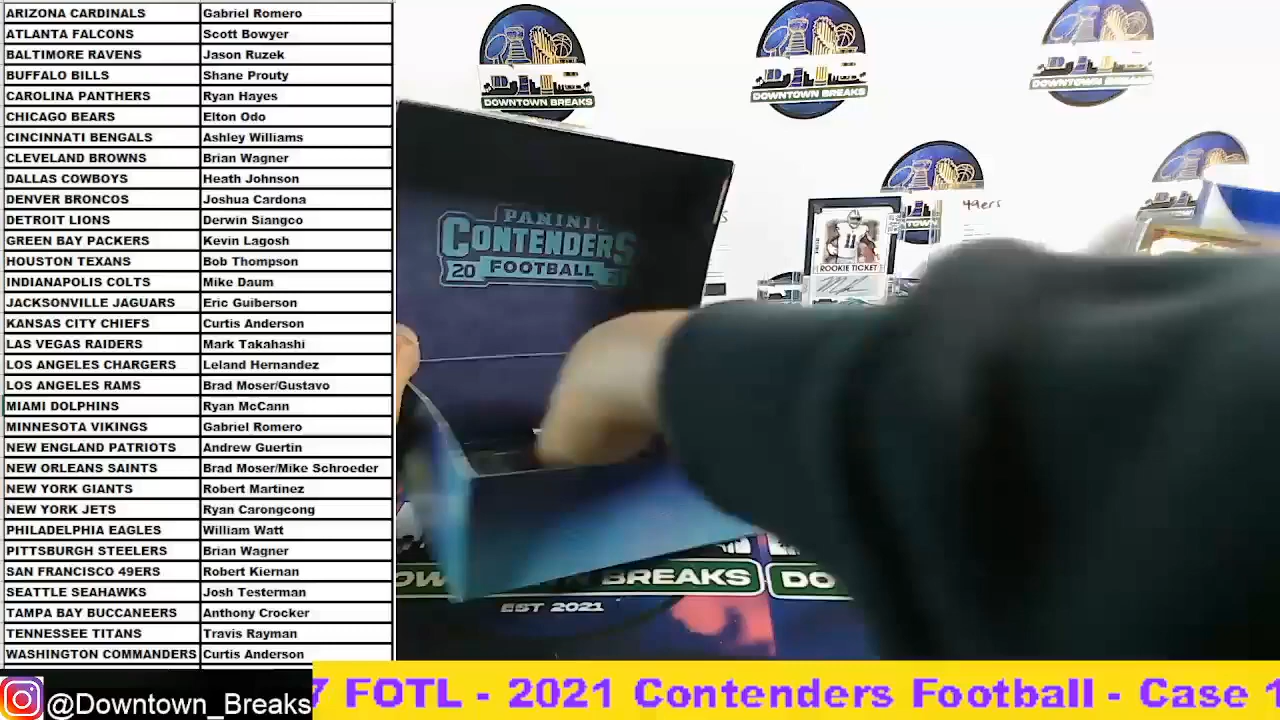 ARIZONA CARDINALS Gabriel Romero
ATLANTA FALCONS Scott Bowyer
BALTIMORE RAVENS Jason Ruzek
BUFFALO BILLS Shane Prouty
CAROLINA PANTHERS Ryan Hayes
CHICAGO BEARS Elton Odo
CINCINNATI BENGALS Ashley Williams
CLEVELAND BROWNS Brian Wagner
DALLAS COWBOYS Heath Johnson
DENVER BRONCOS Joshua Cardona
DETROIT LIONS Derwin Siangco
GREEN BAY PACKERS Kevin Lagosh
HOUSTON TEXANS Bob Thompson
INDIANAPOLIS COLTS Mike Daum
JACKSONVILLE JAGUARS Eric Guiberson
KANSAS CITY CHIEFS Curtis Anderson
LAS VEGAS RAIDERS Mark Takahashi
LOS ANGELES CHARGERS Leland Hernandez
LOS ANGELES RAMS Brad Moser/Gustavo
MIAMI DOLPHINS Ryan McCann
MINNESOTA VIKINGS Gabriel Romero
NEW ENGLAND PATRIOTS Andrew Guertin
NEW ORLEANS SAINTS Brad Moser/Mike Schroeder
NEW YORK GIANTS Robert Martinez
NEW YORK JETS Ryan Carongcong
PHILADELPHIA EAGLES William Watt
PITTSBURGH STEELERS Brian Wagner
SAN FRANCISCO 49ERS Robert Kiernan
SEATTLE SEAHAWKS Josh Testerman
TAMPA BAY BUCCANEERS Anthony Crocker
TENNESSEE TITANS Travis Rayman
WASHINGTON COMMANDERS Curtis Anderson
@Downtown_Breaks
7 FOTL - 2021 Contenders Football - Case 1
DTB
DOWNTOWN BREAKS
DTB
DOWNTOWN BREAKS
DOWNTOWN BREAKS
PANINI
CONTENDERS
20 FOOTBALL 21
49ers
11
ROOKIE TICKET
BREAKS
DO
EST 2021